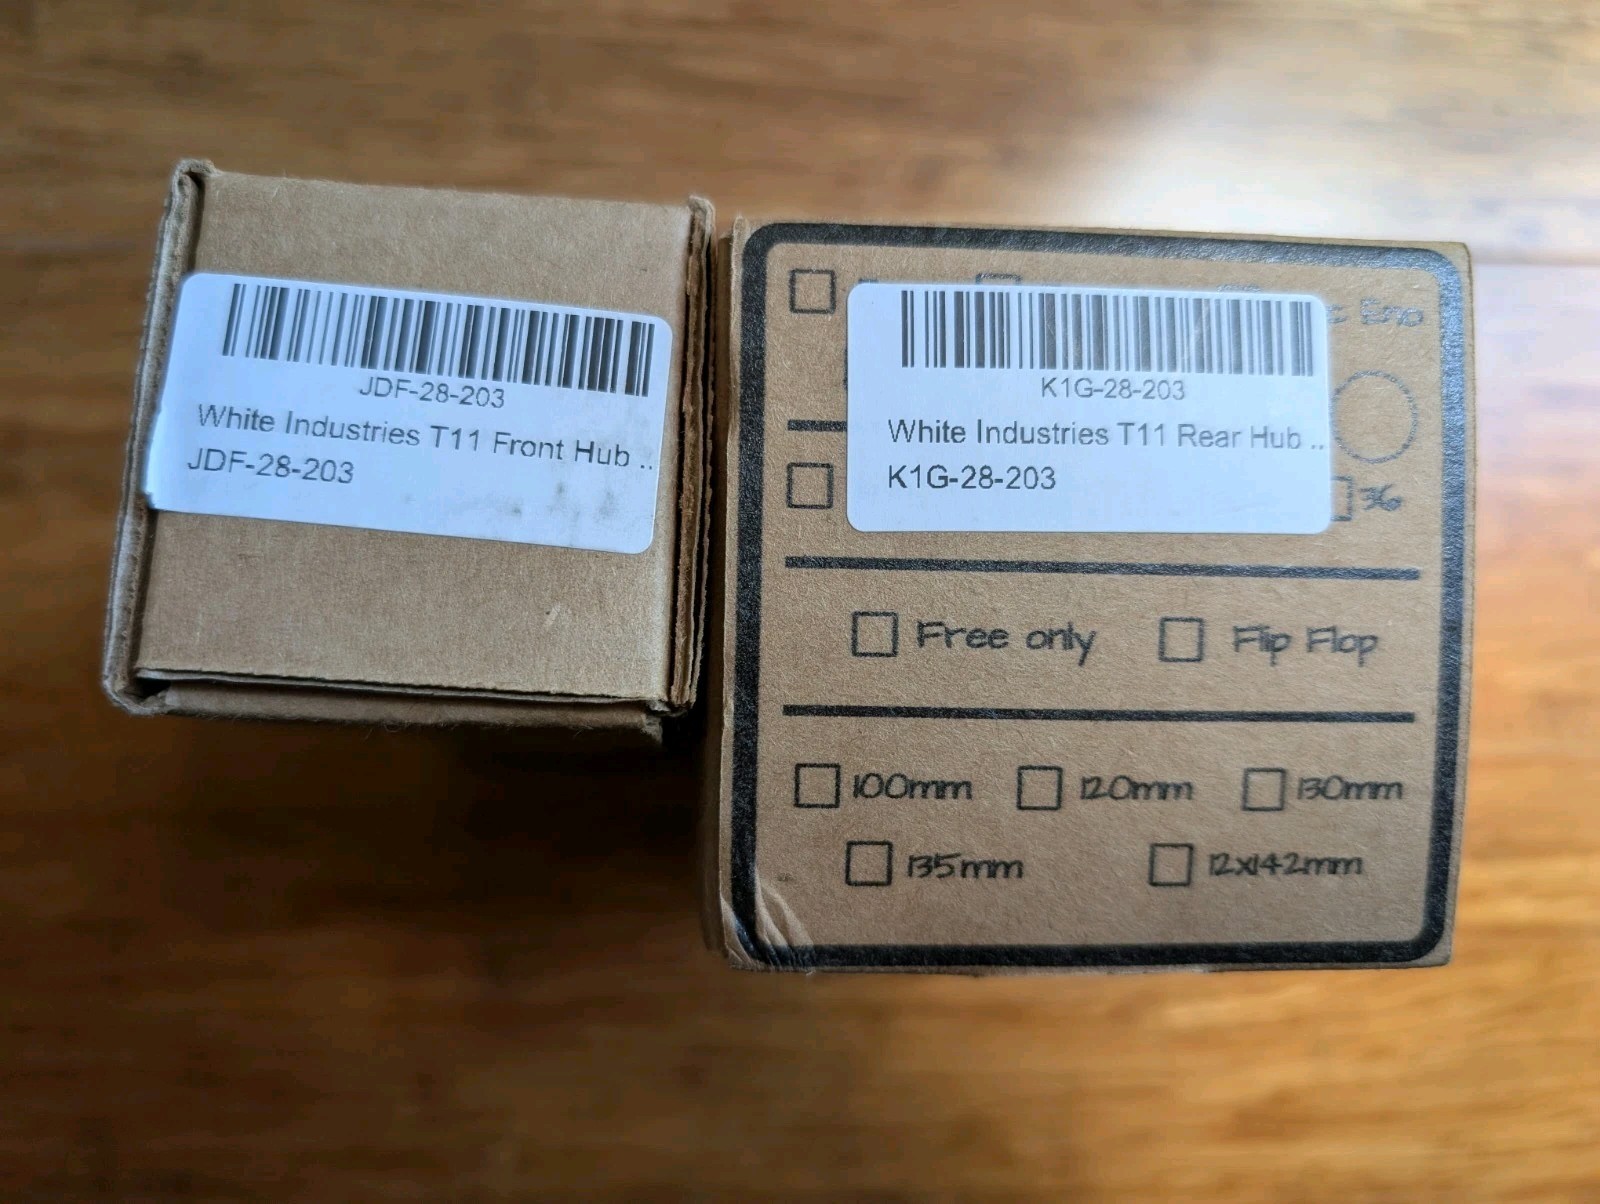 JDF-28-203
White Industries T11 Front Hub ..
JDF-28-203
K1G-28-203
White Industries T11 Rear Hub ..
K1G-28-203
36
Free only
Flip Flop
100mm
120mm
130mm
135mm
12x142mm